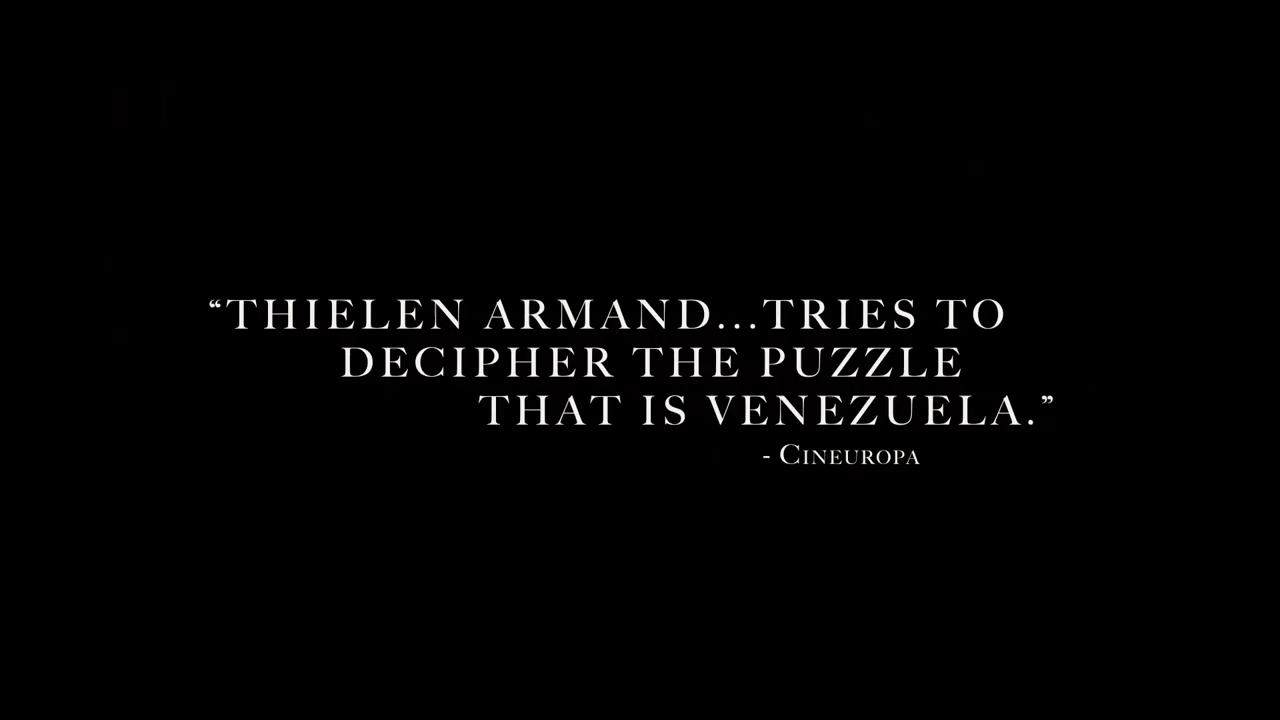 “THIELEN ARMAND...TRIES TO
DECIPHER THE PUZZLE
THAT IS VENEZUELA.”
- CINEUROPA